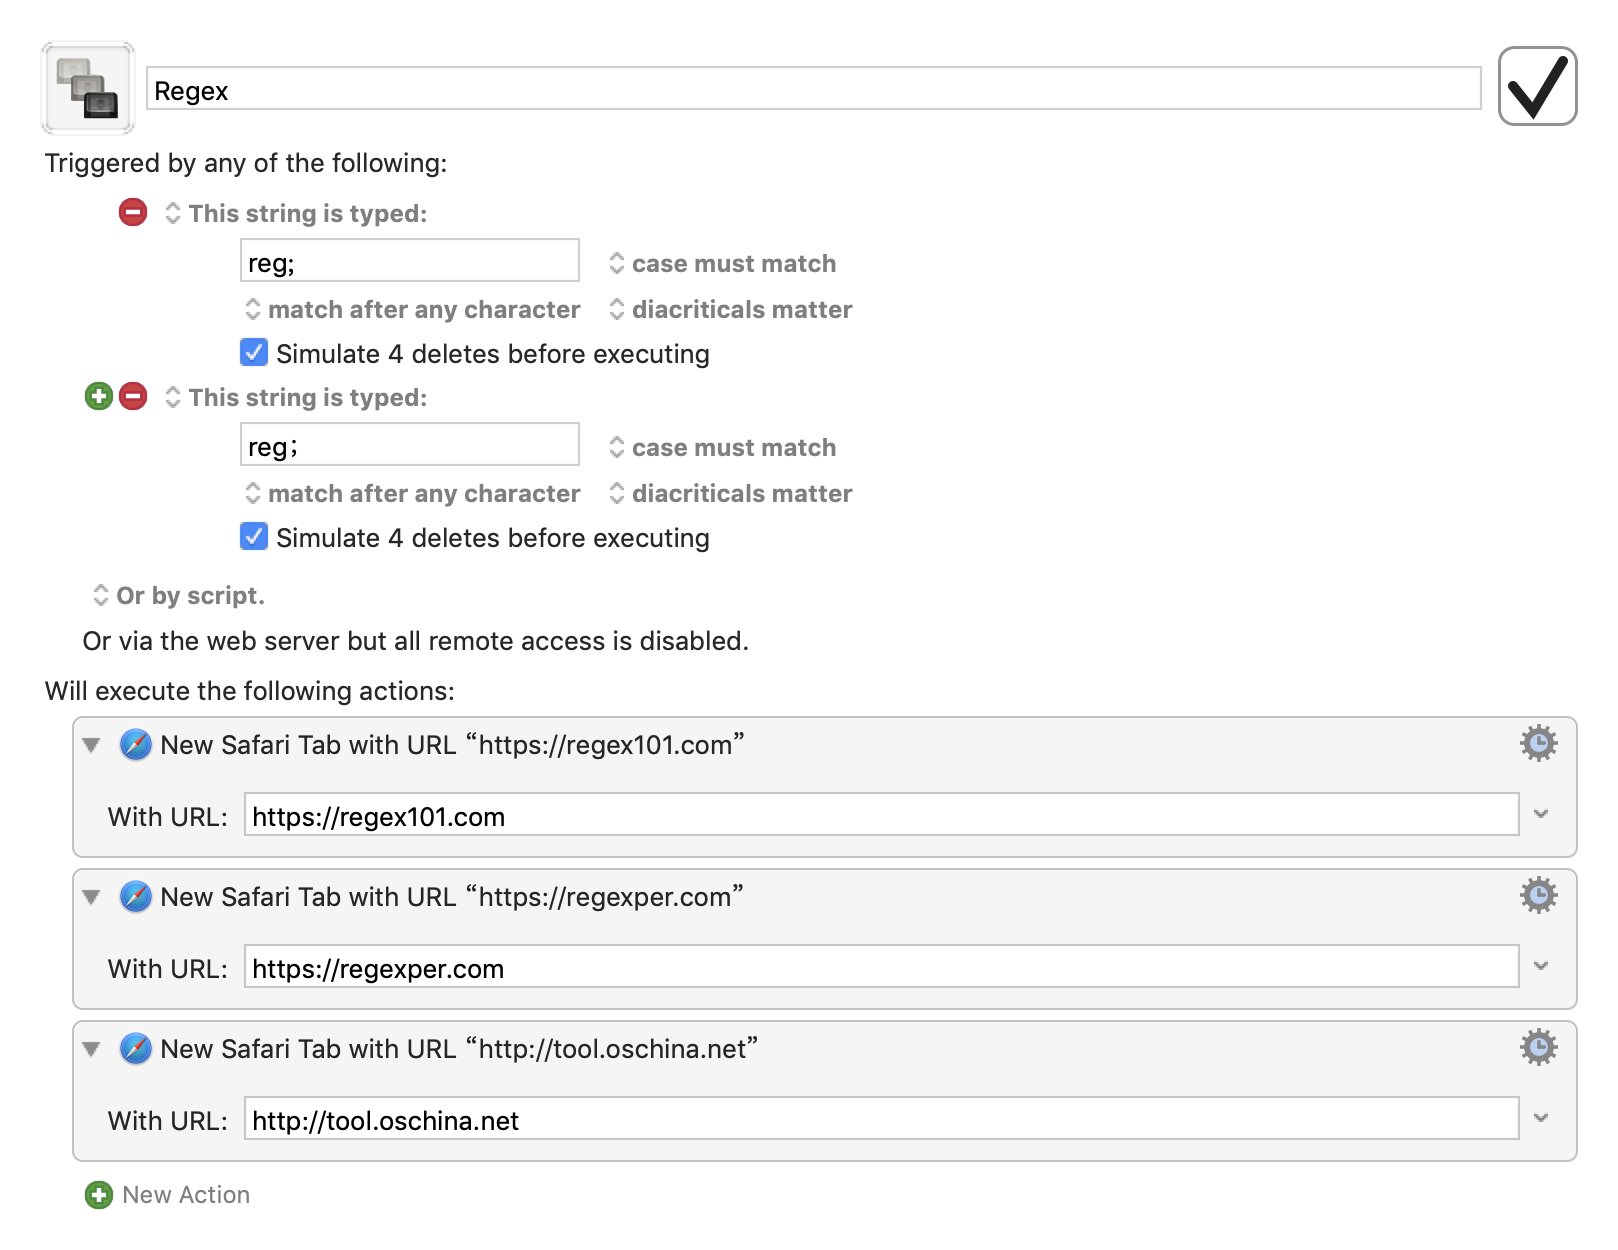 Regex
Triggered by any of the following:
This string is typed:
reg;
case must match
match after any character
diacriticals matter
Simulate 4 deletes before executing
This string is typed:
reg；
case must match
match after any character
diacriticals matter
Simulate 4 deletes before executing
Or by script.
Or via the web server but all remote access is disabled.
Will execute the following actions:
New Safari Tab with URL “https://regex101.com”
With URL: https://regex101.com
New Safari Tab with URL “https://regexper.com”
With URL: https://regexper.com
New Safari Tab with URL “http://tool.oschina.net”
With URL: http://tool.oschina.net
New Action